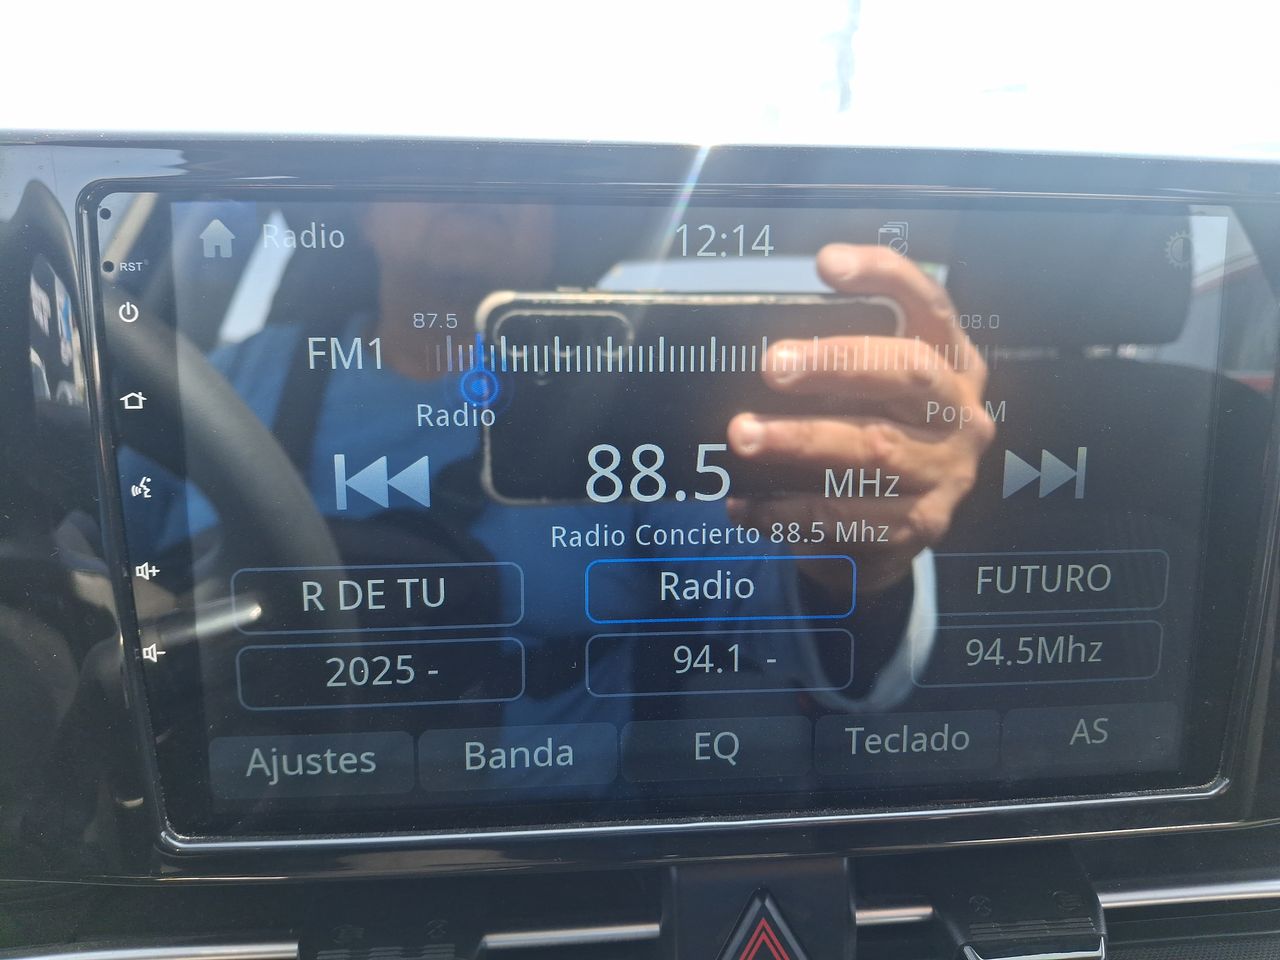 Radio
12:14
RST
87.5
108.0
FM1
Radio
Pop M
88.5 MHz
Radio Concierto 88.5 Mhz
R DE TU
Radio
FUTURO
2025 -
94.1 -
94.5Mhz
Ajustes
Banda
EQ
Teclado
AS